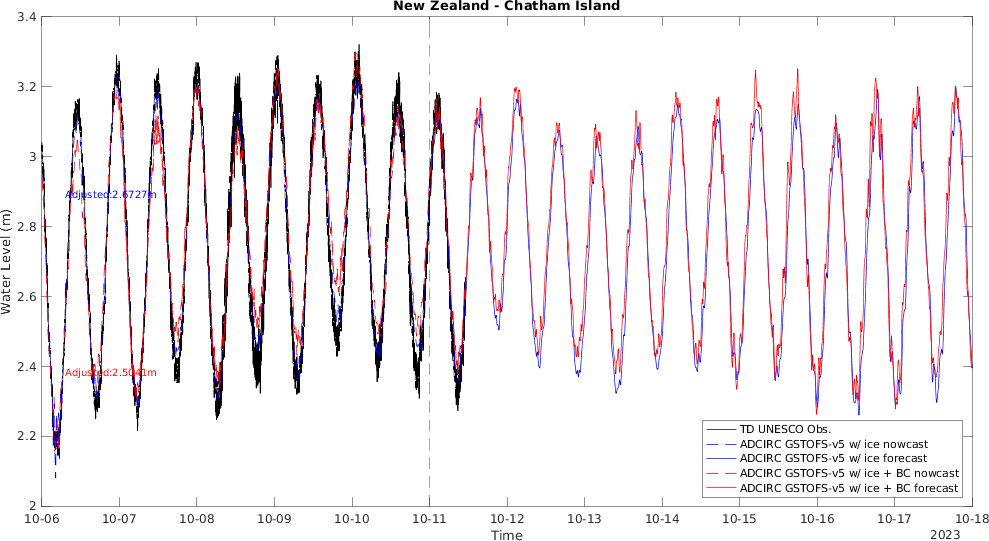 New Zealand - Chatham Island
Water Level (m)
3.4
3.2
3
2.8
2.6
2.4
2.2
2
Adjusted:2.6727m
Adjusted:2.5041m
TD UNESCO Obs.
ADCIRC GSTOFS-v5 w/ ice nowcast
ADCIRC GSTOFS-v5 w/ ice forecast
ADCIRC GSTOFS-v5 w/ ice + BC nowcast
ADCIRC GSTOFS-v5 w/ ice + BC forecast
10-06 10-07 10-08 10-09 10-10 10-11 10-12 10-13 10-14 10-15 10-16 10-17 10-18
Time
2023